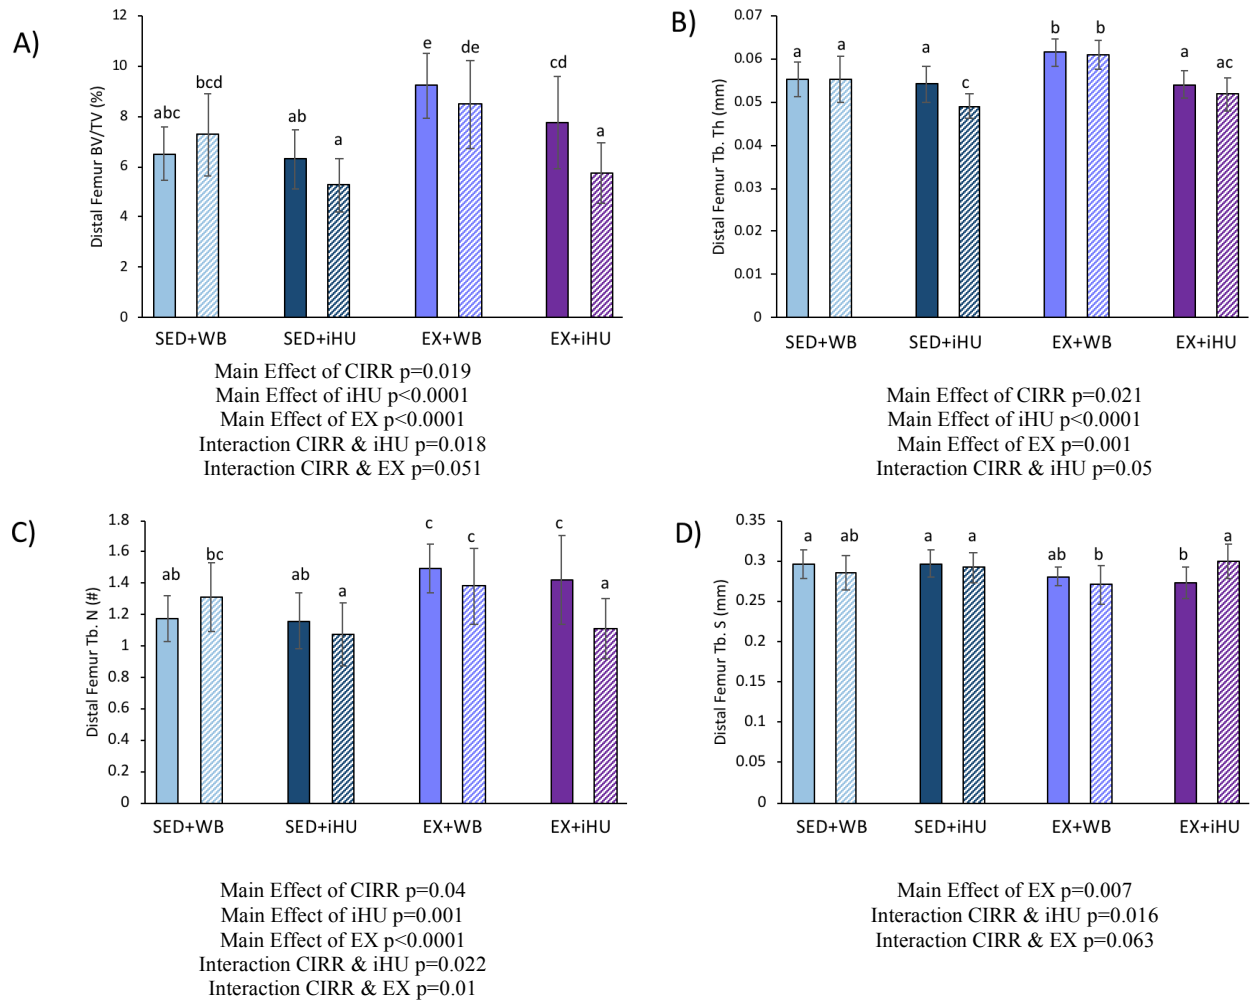 A)
Distal Femur BV/TV (%)
12
10
8
6
4
2
0
abc
bcd
ab
a
e
de
cd
a
SED+WB SED+iHU EX+WB EX+iHU
Main Effect of CIRR p=0.019
Main Effect of iHU p<0.0001
Main Effect of EX p<0.0001
Interaction CIRR & iHU p=0.018
Interaction CIRR & EX p=0.051
B)
Distal Femur Tb. Th (mm)
0.07
0.06
0.05
0.04
0.03
0.02
0.01
0
a
a
a
c
b
b
a
ac
SED+WB SED+iHU EX+WB EX+iHU
Main Effect of CIRR p=0.021
Main Effect of iHU p<0.0001
Main Effect of EX p=0.001
Interaction CIRR & iHU p=0.05
C)
Distal Femur Tb. N (#)
1.8
1.6
1.4
1.2
1
0.8
0.6
0.4
0.2
0
ab
bc
ab
a
c
c
c
a
SED+WB SED+iHU EX+WB EX+iHU
Main Effect of CIRR p=0.04
Main Effect of iHU p=0.001
Main Effect of EX p<0.0001
Interaction CIRR & iHU p=0.022
Interaction CIRR & EX p=0.01
D)
Distal Femur Tb. S (mm)
0.35
0.3
0.25
0.2
0.15
0.1
0.05
0
a
ab
a
a
ab
b
b
a
SED+WB SED+iHU EX+WB EX+iHU
Main Effect of EX p=0.007
Interaction CIRR & iHU p=0.016
Interaction CIRR & EX p=0.063